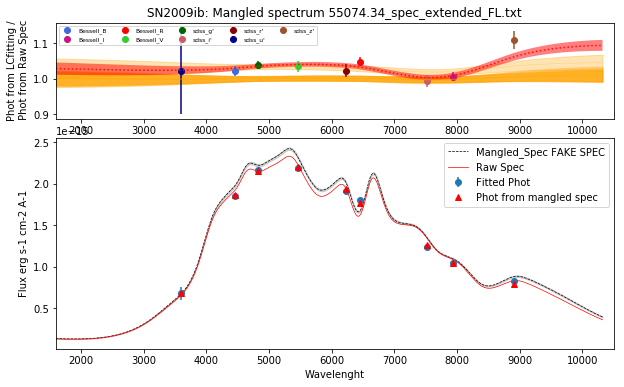 SN2009ib: Mangled spectrum 55074.34_spec_extended_FL.txt
Phot from LCfitting /
Phot from Raw Spec
Bessell_B Bessell_R sdss_g' sdss_r' sdss_z'
Bessell_I Bessell_V sdss_i' sdss_u'
1.1
1.0
0.9
2000 3000 4000 5000 6000 7000 8000 9000 10000
Flux erg s-1 cm-2 A-1
2.5
2.0
1.5
1.0
0.5
Mangled_Spec FAKE SPEC
Raw Spec
Fitted Phot
Phot from mangled spec
2000 3000 4000 5000 6000 7000 8000 9000 10000
Wavelenght